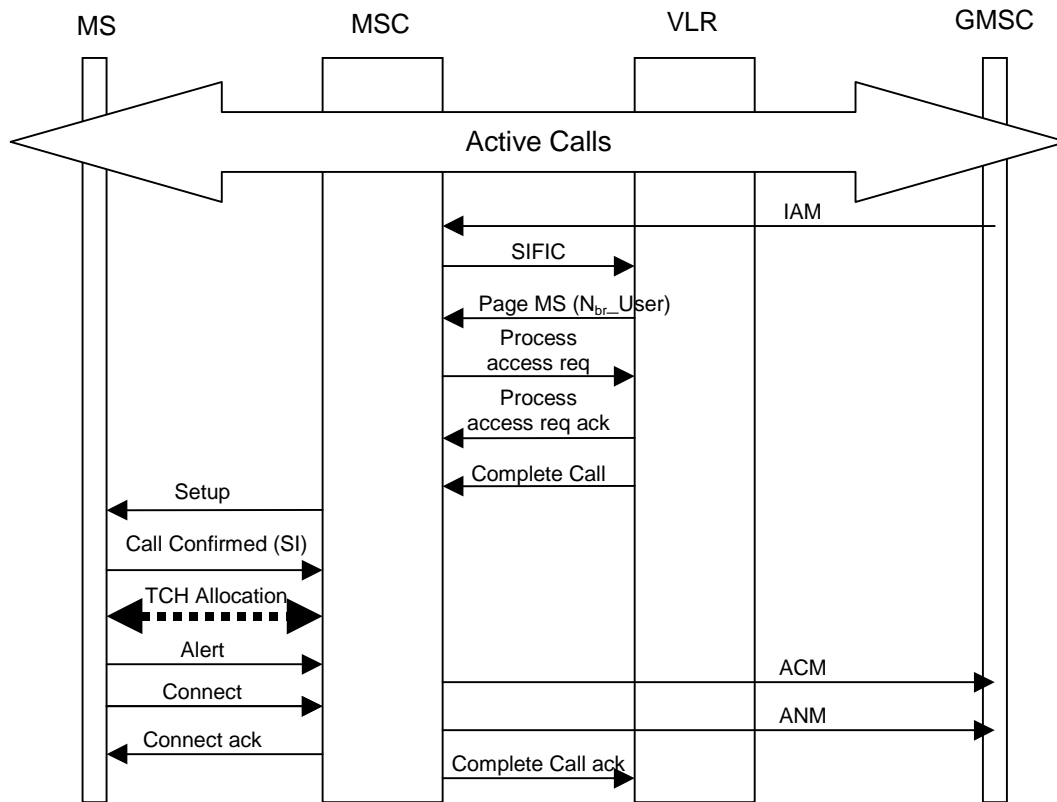 MS
MSC
VLR
GMSC
Active Calls
IAM
SIFIC
Page MS (Nbr_User)
Process
access req
Process
access req ack
Complete Call
Setup
Call Confirmed (SI)
TCH Allocation
Alert
ACM
Connect
ANM
Connect ack
Complete Call ack